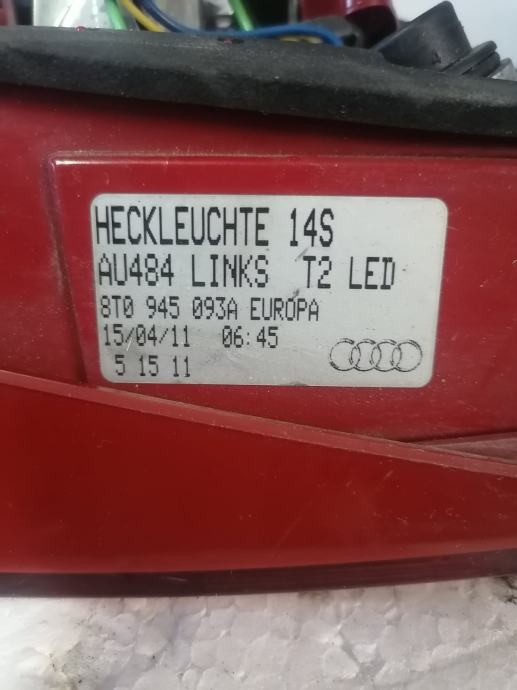 HECKLEUCHTE 14S
AU484 LINKS T2 LED
8T0 945 093A EUROPA
15/04/11 06:45
5 15 11